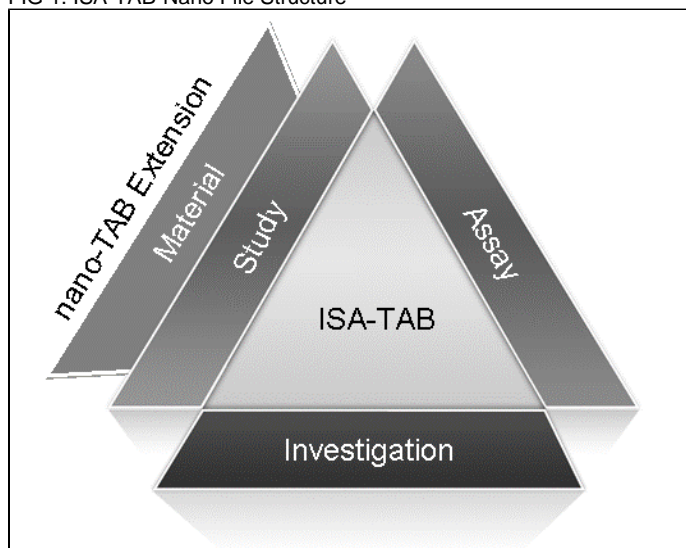 FIG 1. ISA-TAB Nano File Structure
nano-TAB Extension
Material
Study
Assay
ISA-TAB
Investigation